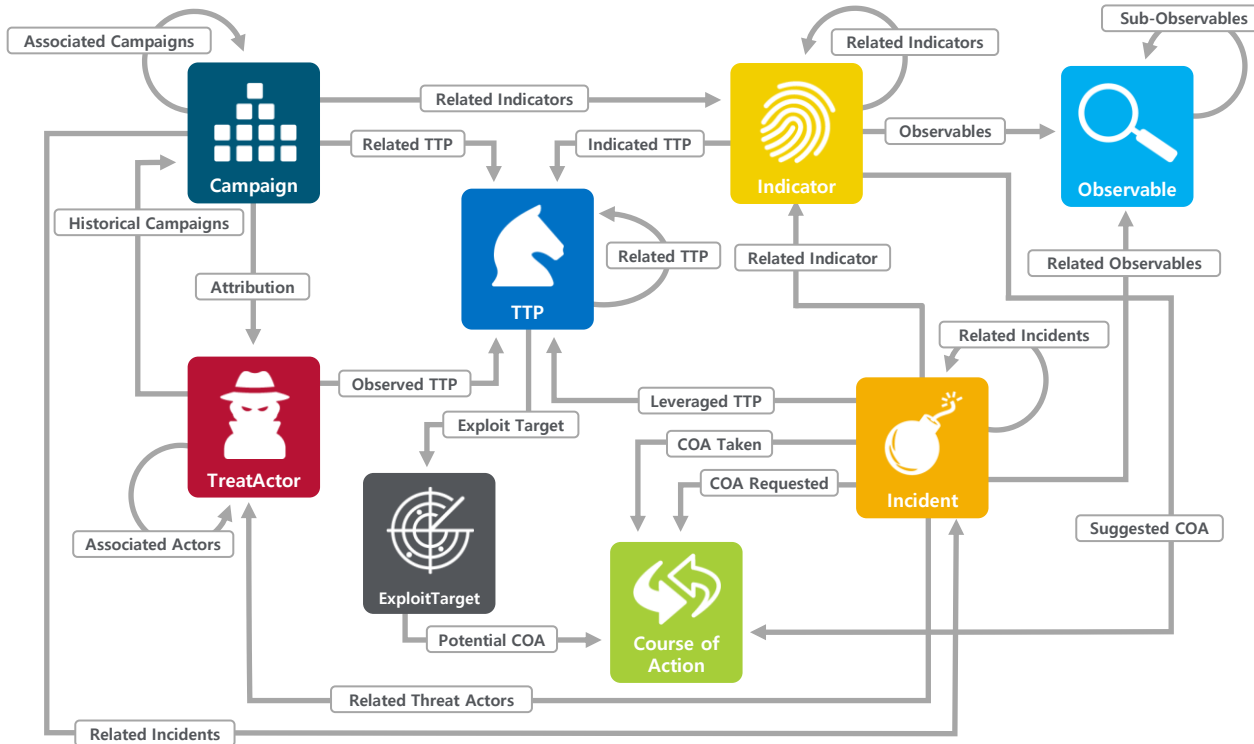 Sub-Observables
Associated Campaigns
Related Indicators
Related Indicators
Observables
Related TTP
Indicated TTP
Campaign
Indicator
Observable
Historical Campaigns
Related TTP
Related Indicator
Related Observables
Attribution
TTP
Related Incidents
Observed TTP
Leveraged TTP
Exploit Target
COA Taken
TreatActor
COA Requested
Incident
Suggested COA
Associated Actors
ExploitTarget
Potential COA
Course of
Action
Related Threat Actors
Related Incidents